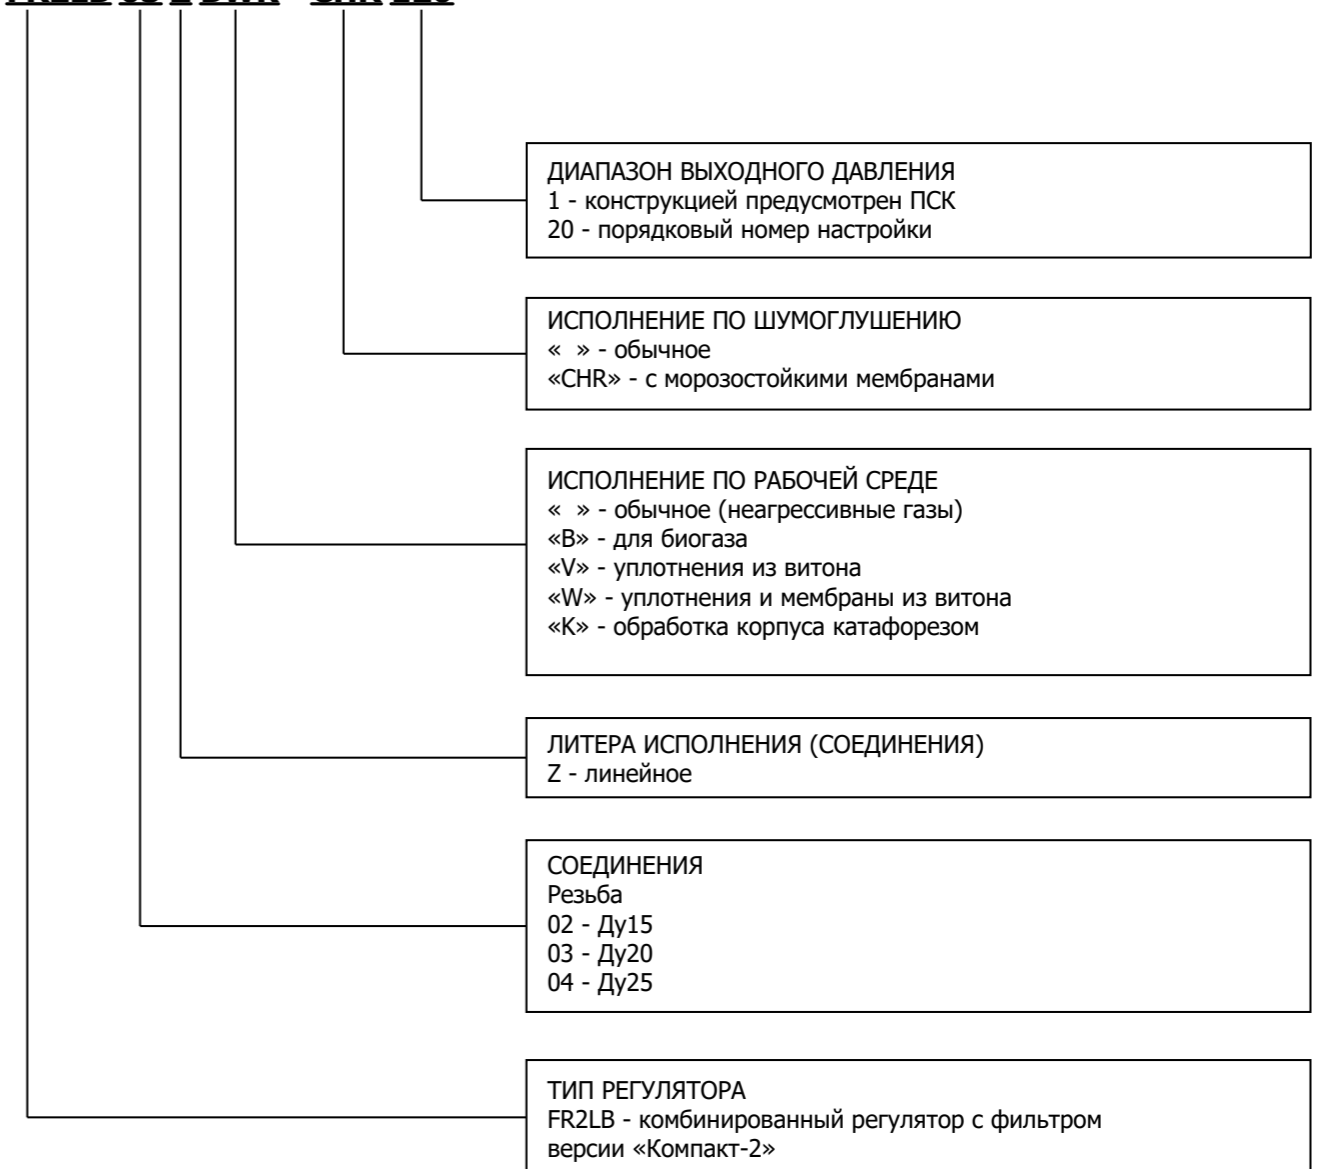 ДИАПАЗОН ВЫХОДНОГО ДАВЛЕНИЯ
1 - конструкцией предусмотрен ПСК
20 - порядковый номер настройки
ИСПОЛНЕНИЕ ПО ШУМОГЛУШЕНИЮ
« » - обычное
«CHR» - с морозостойкими мембранами
ИСПОЛНЕНИЕ ПО РАБОЧЕЙ СРЕДЕ
« » - обычное (неагрессивные газы)
«B» - для биогаза
«V» - уплотнения из витона
«W» - уплотнения и мембраны из витона
«K» - обработка корпуса катафорезом
ЛИТЕРА ИСПОЛНЕНИЯ (СОЕДИНЕНИЯ)
Z - линейное
СОЕДИНЕНИЯ
Резьба
02 - Ду15
03 - Ду20
04 - Ду25
ТИП РЕГУЛЯТОРА
FR2LB - комбинированный регулятор с фильтром
версии «Компакт-2»